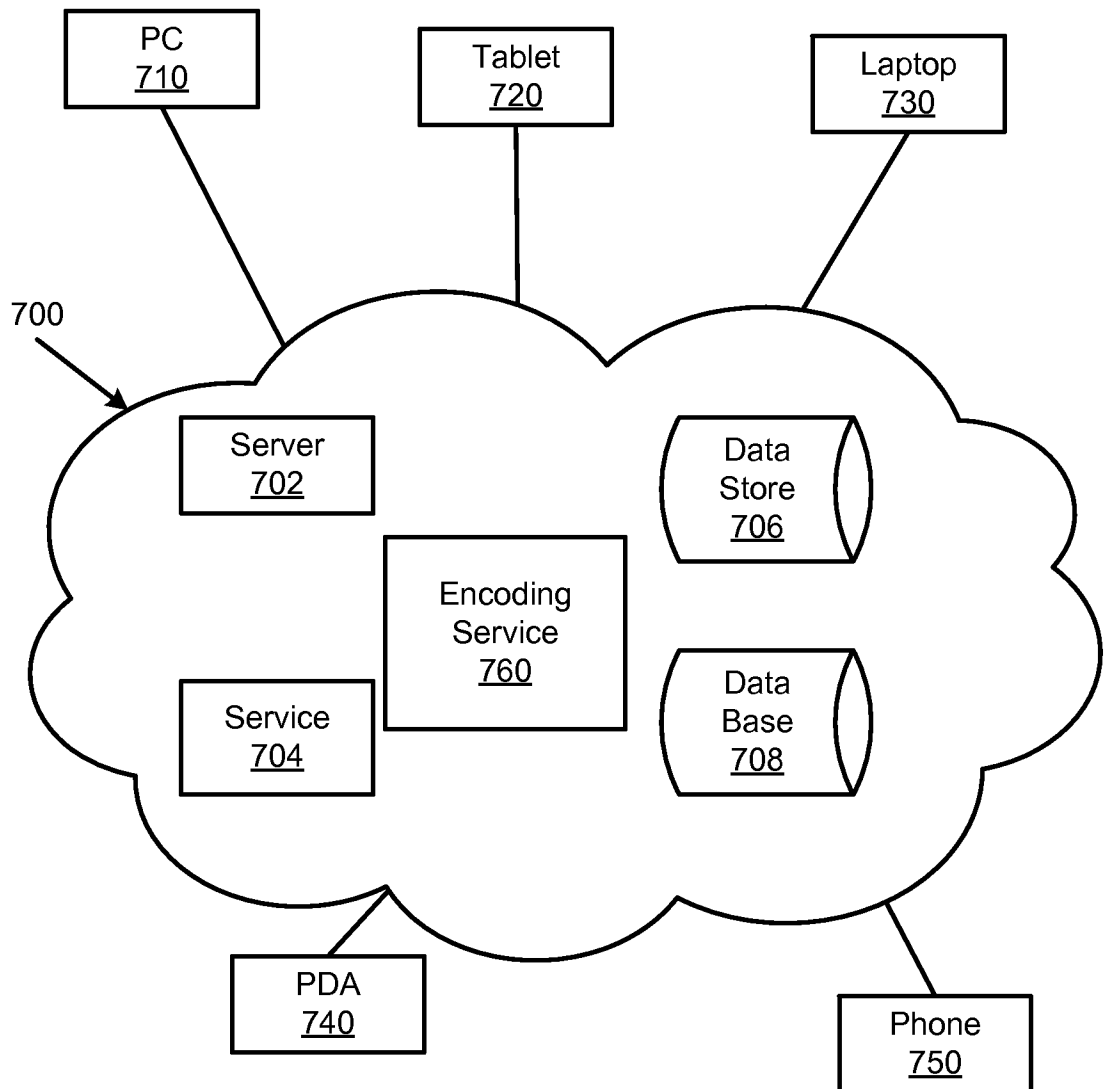 PC
710
Tablet
720
Laptop
730
700
Server
702
Data
Store
706
Encoding
Service
760
Service
704
Data
Base
708
PDA
740
Phone
750